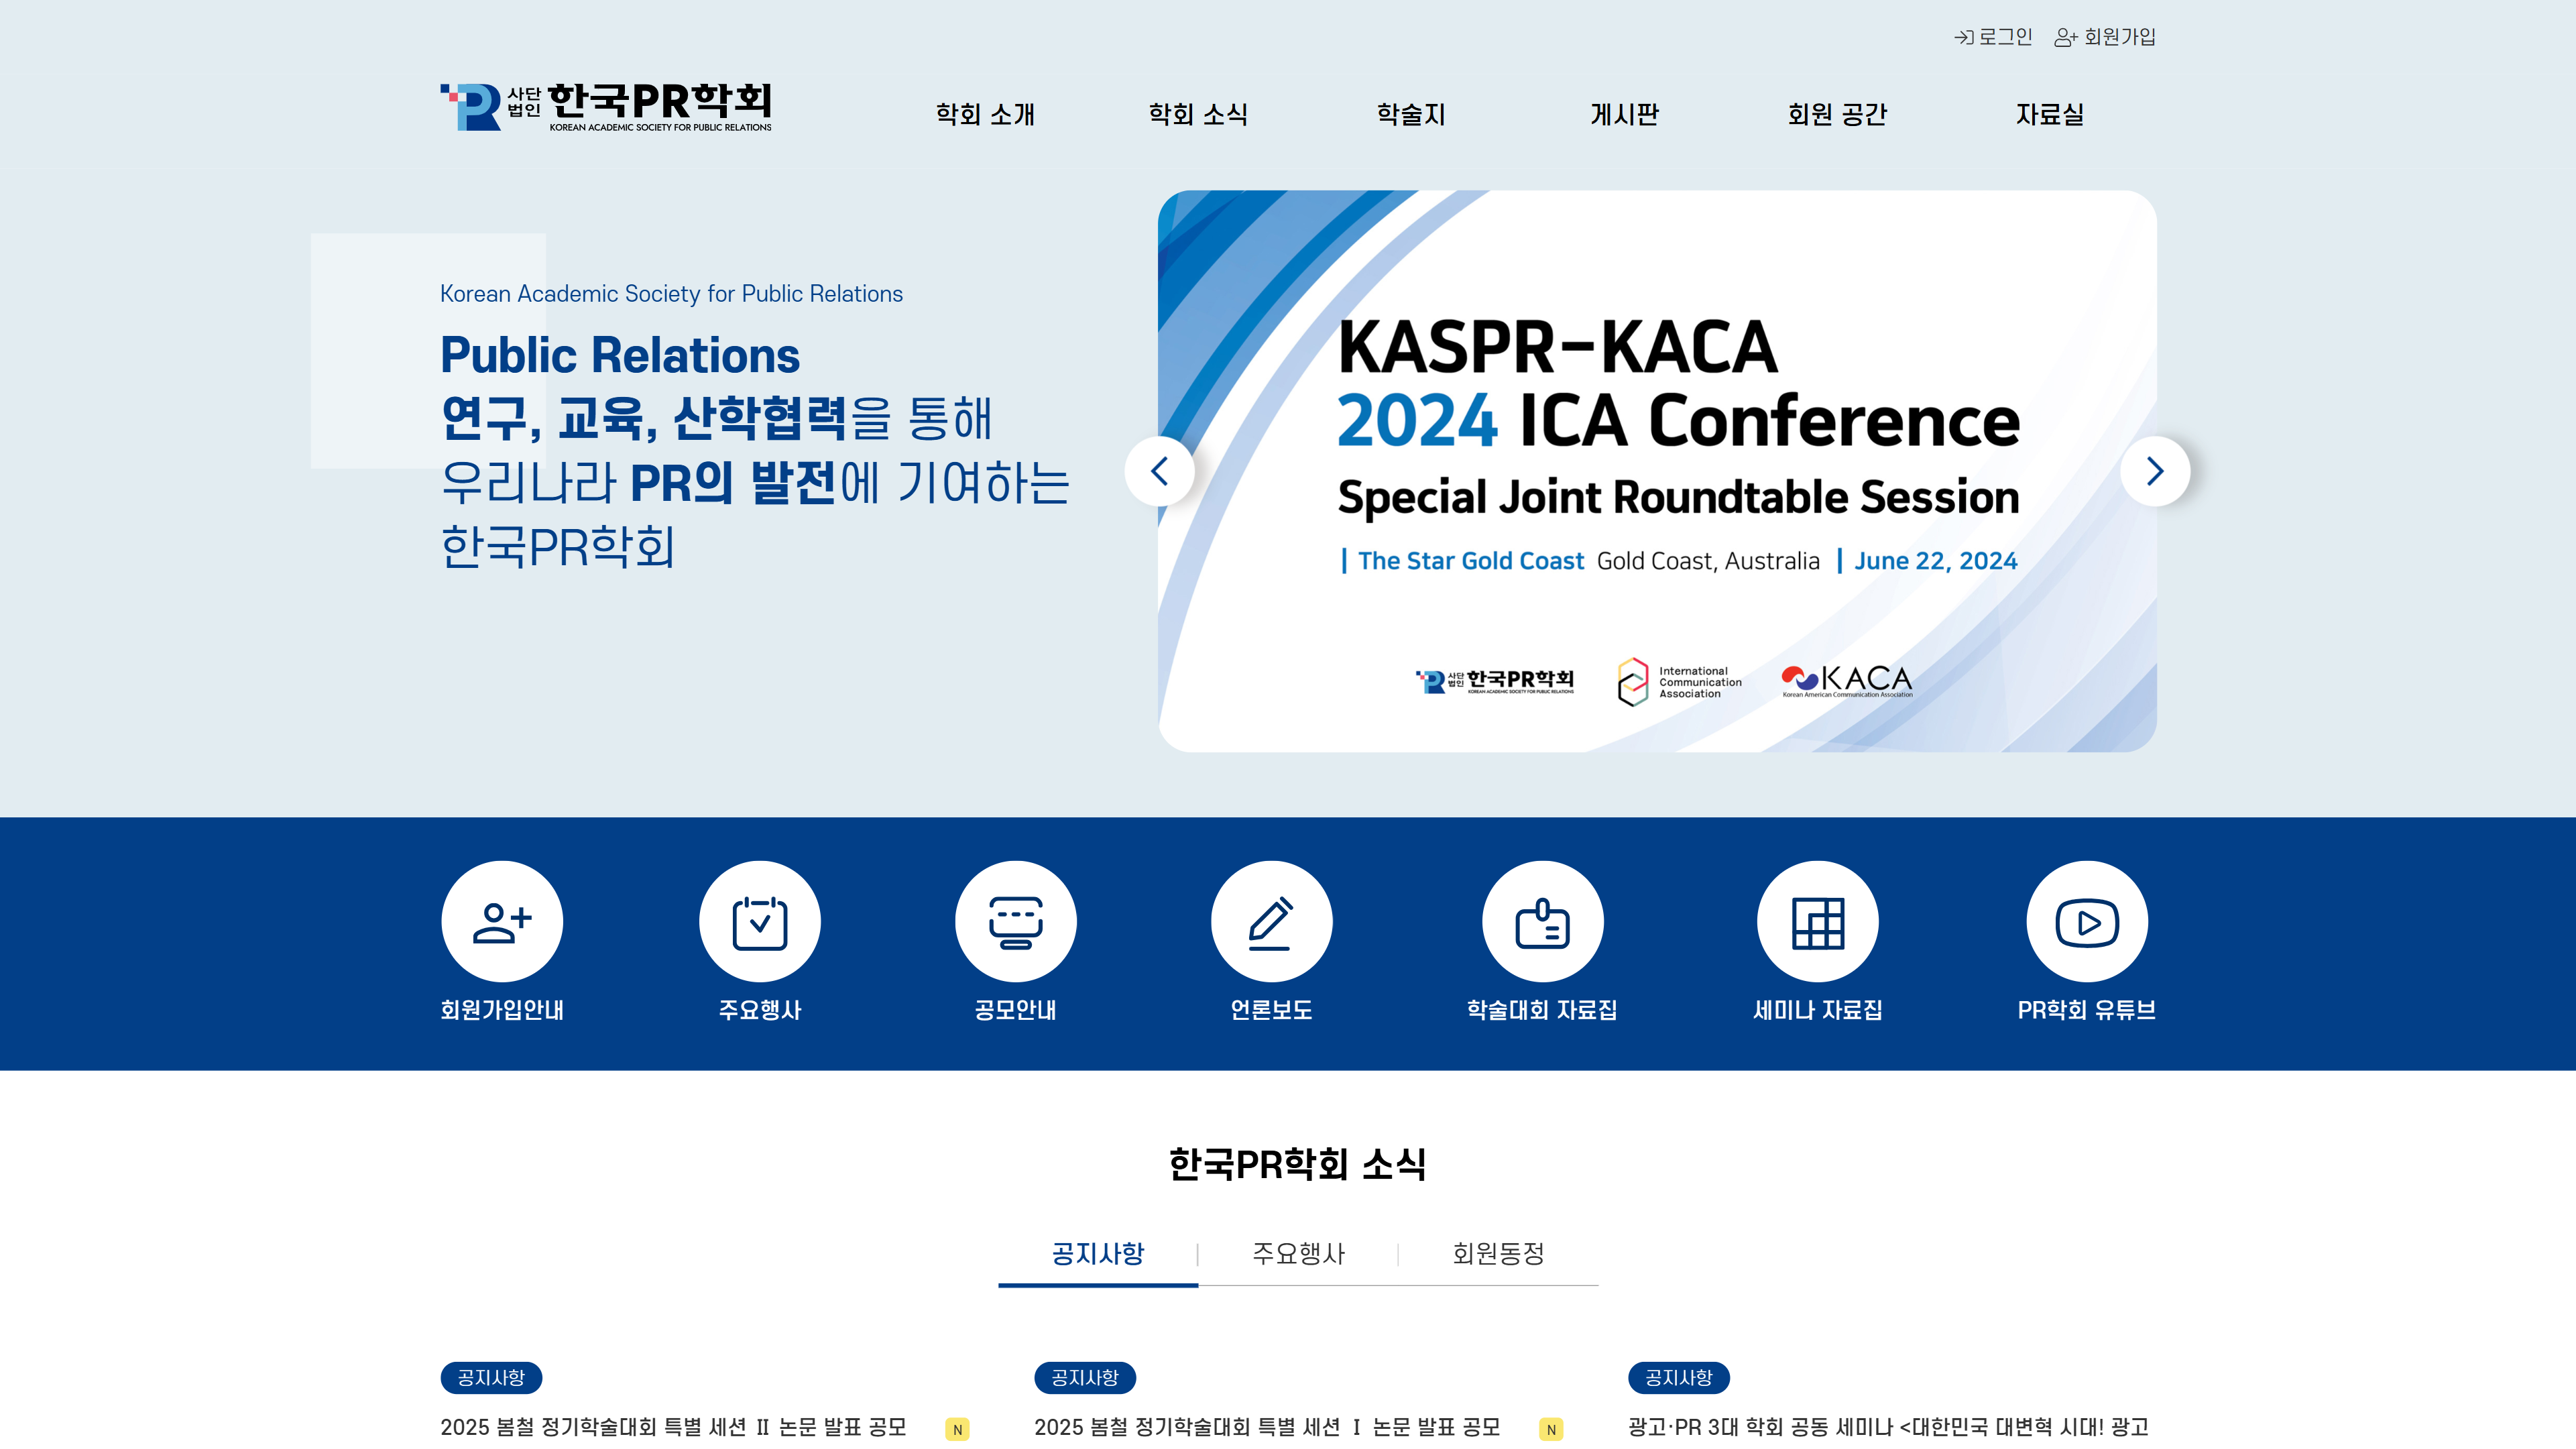 로그인 회원가입
사단법인 한국PR학회
KOREAN ACADEMIC SOCIETY FOR PUBLIC RELATIONS
학회 소개 학회 소식 학술지 게시판 회원 공간 자료실
Korean Academic Society for Public Relations
Public Relations
연구, 교육, 산학협력을 통해
우리나라 PR의 발전에 기여하는
한국PR학회
KASPR-KACA
2024 ICA Conference
Special Joint Roundtable Session
| The Star Gold Coast Gold Coast, Australia | June 22, 2024
사단법인 한국PR학회
KOREAN ACADEMIC SOCIETY FOR PUBLIC RELATIONS
International
Communication
Association
KACA
Korean American Communication Association
회원가입안내 주요행사 공모안내 언론보도 학술대회 자료집 세미나 자료집 PR학회 유튜브
한국PR학회 소식
공지사항 주요행사 회원동정
공지사항
2025 봄철 정기학술대회 특별 세션 Ⅱ 논문 발표 공모 N
공지사항
2025 봄철 정기학술대회 특별 세션 Ⅰ 논문 발표 공모 N
공지사항
광고·PR 3대 학회 공동 세미나 <대한민국 대변혁 시대! 광고